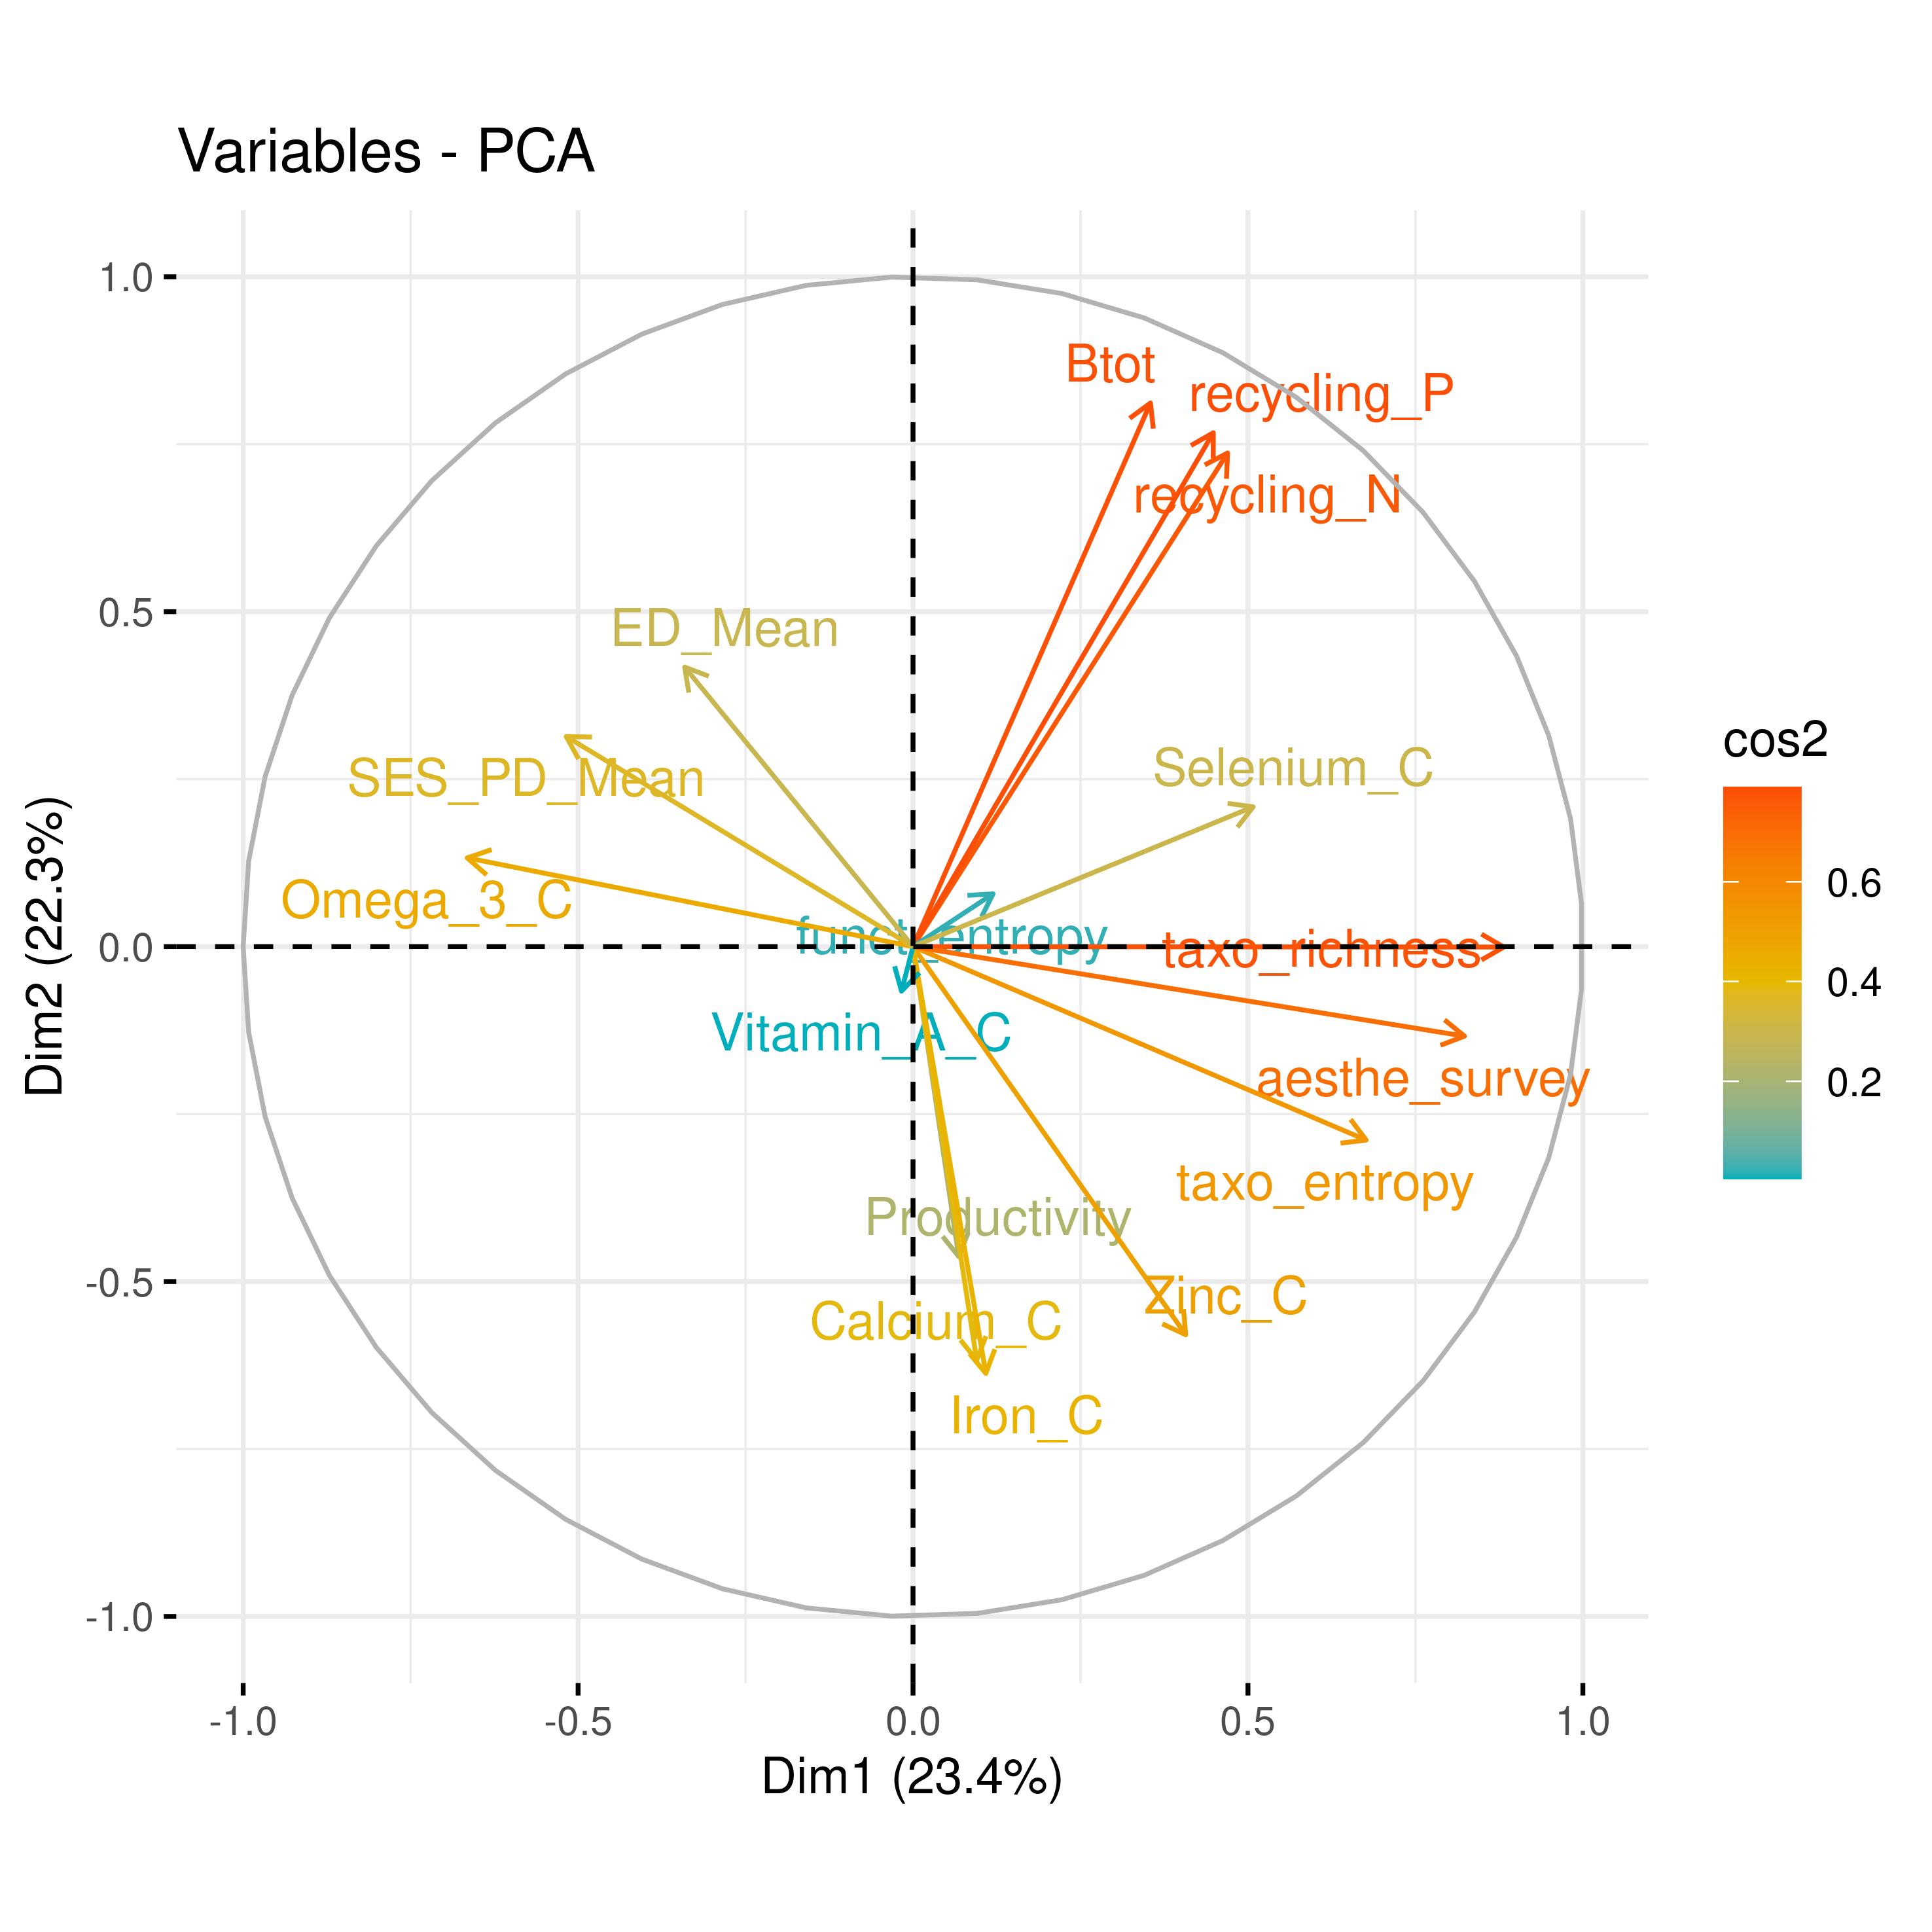 Variables - PCA
1.0
0.5
0.0
-0.5
-1.0
Dim2 (22.3%)
Btot
recycling_P
recycling_N
ED_Mean
SES_PD_Mean
Selenium_C
Omega_3_C
funct_entropy
taxo_richness
Vitamin_A_C
aesthe_survey
taxo_entropy
Productivity
Zinc_C
Calcium_C
Iron_C
-1.0
-0.5
0.0
0.5
1.0
Dim1 (23.4%)
cos2
0.6
0.4
0.2